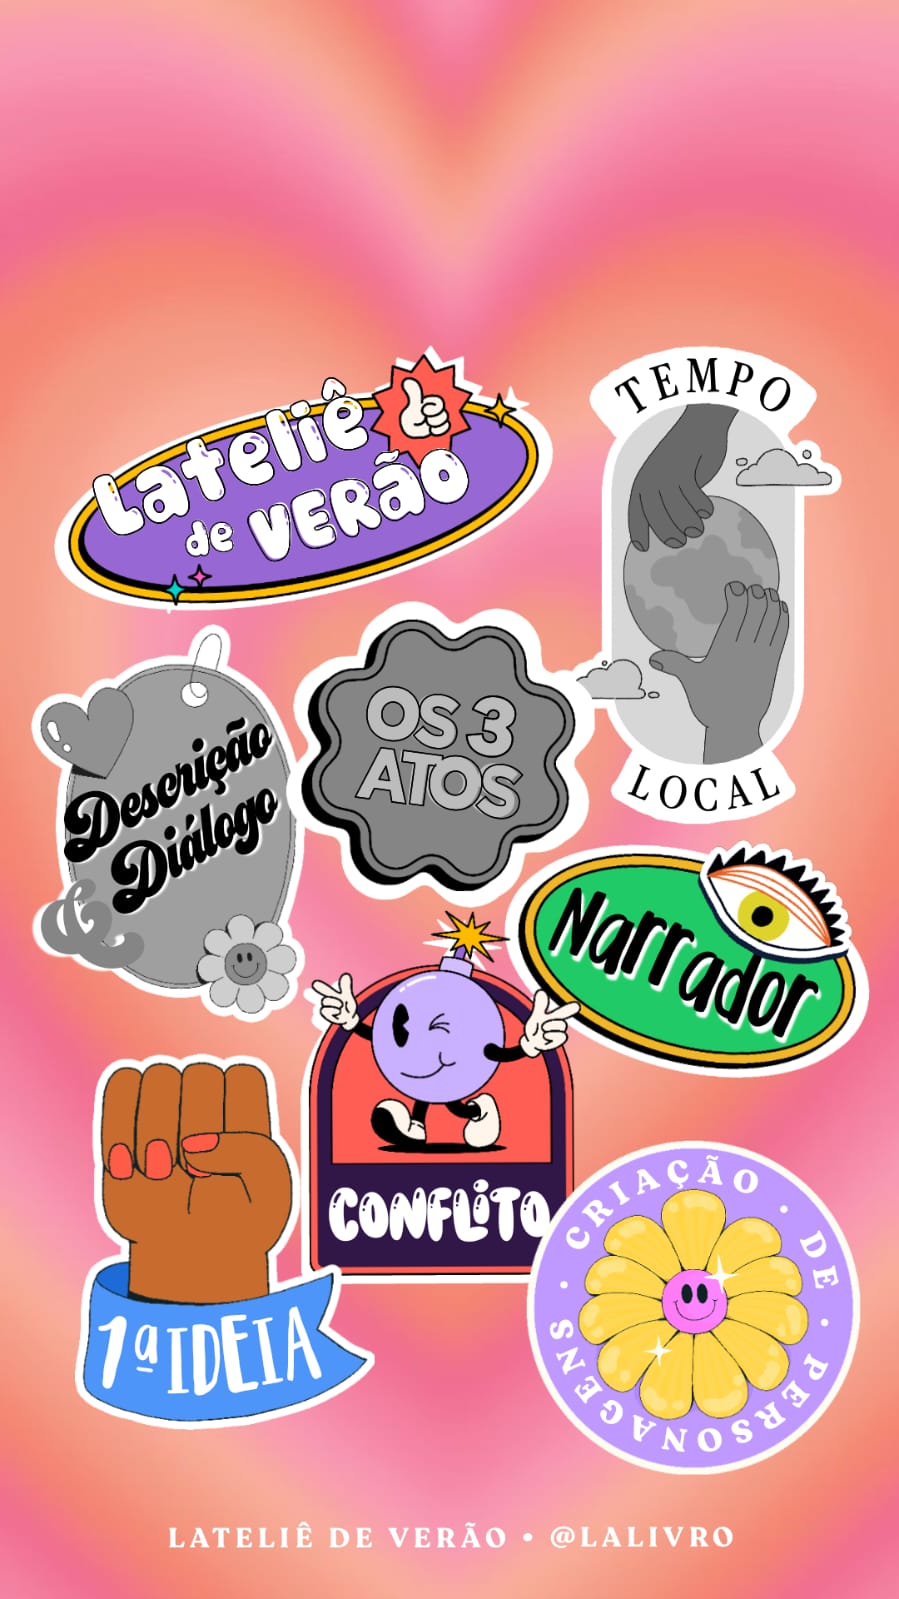 Lateliê
de VERÃO
TEMPO
LOCAL
OS 3
ATOS
Descrição
&
Diálogo
Narrador
CONFLITO
1ª IDEIA
CRIAÇÃO · DE · PERSONAGENS ·
LATELIÊ DE VERÃO • @LALIVRO